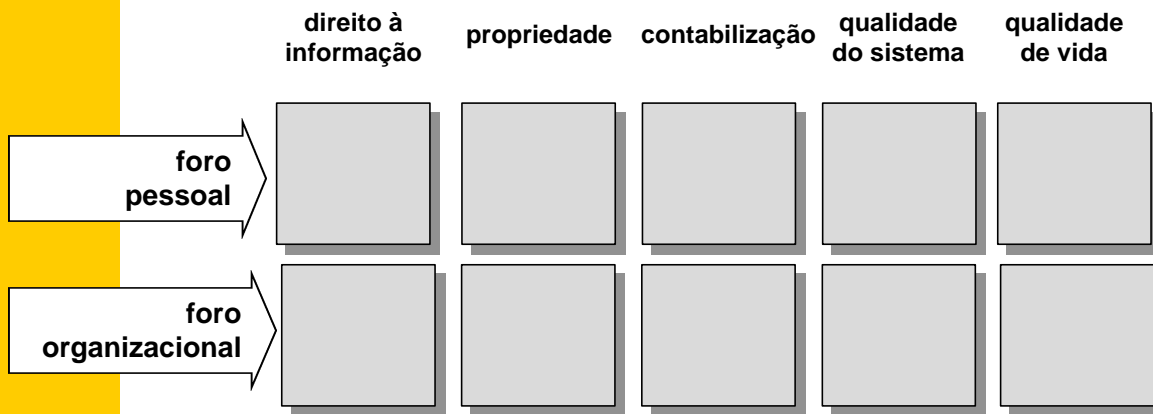 direito à
informação
propriedade
contabilização
qualidade
do sistema
qualidade
de vida
foro
pessoal
foro
organizacional